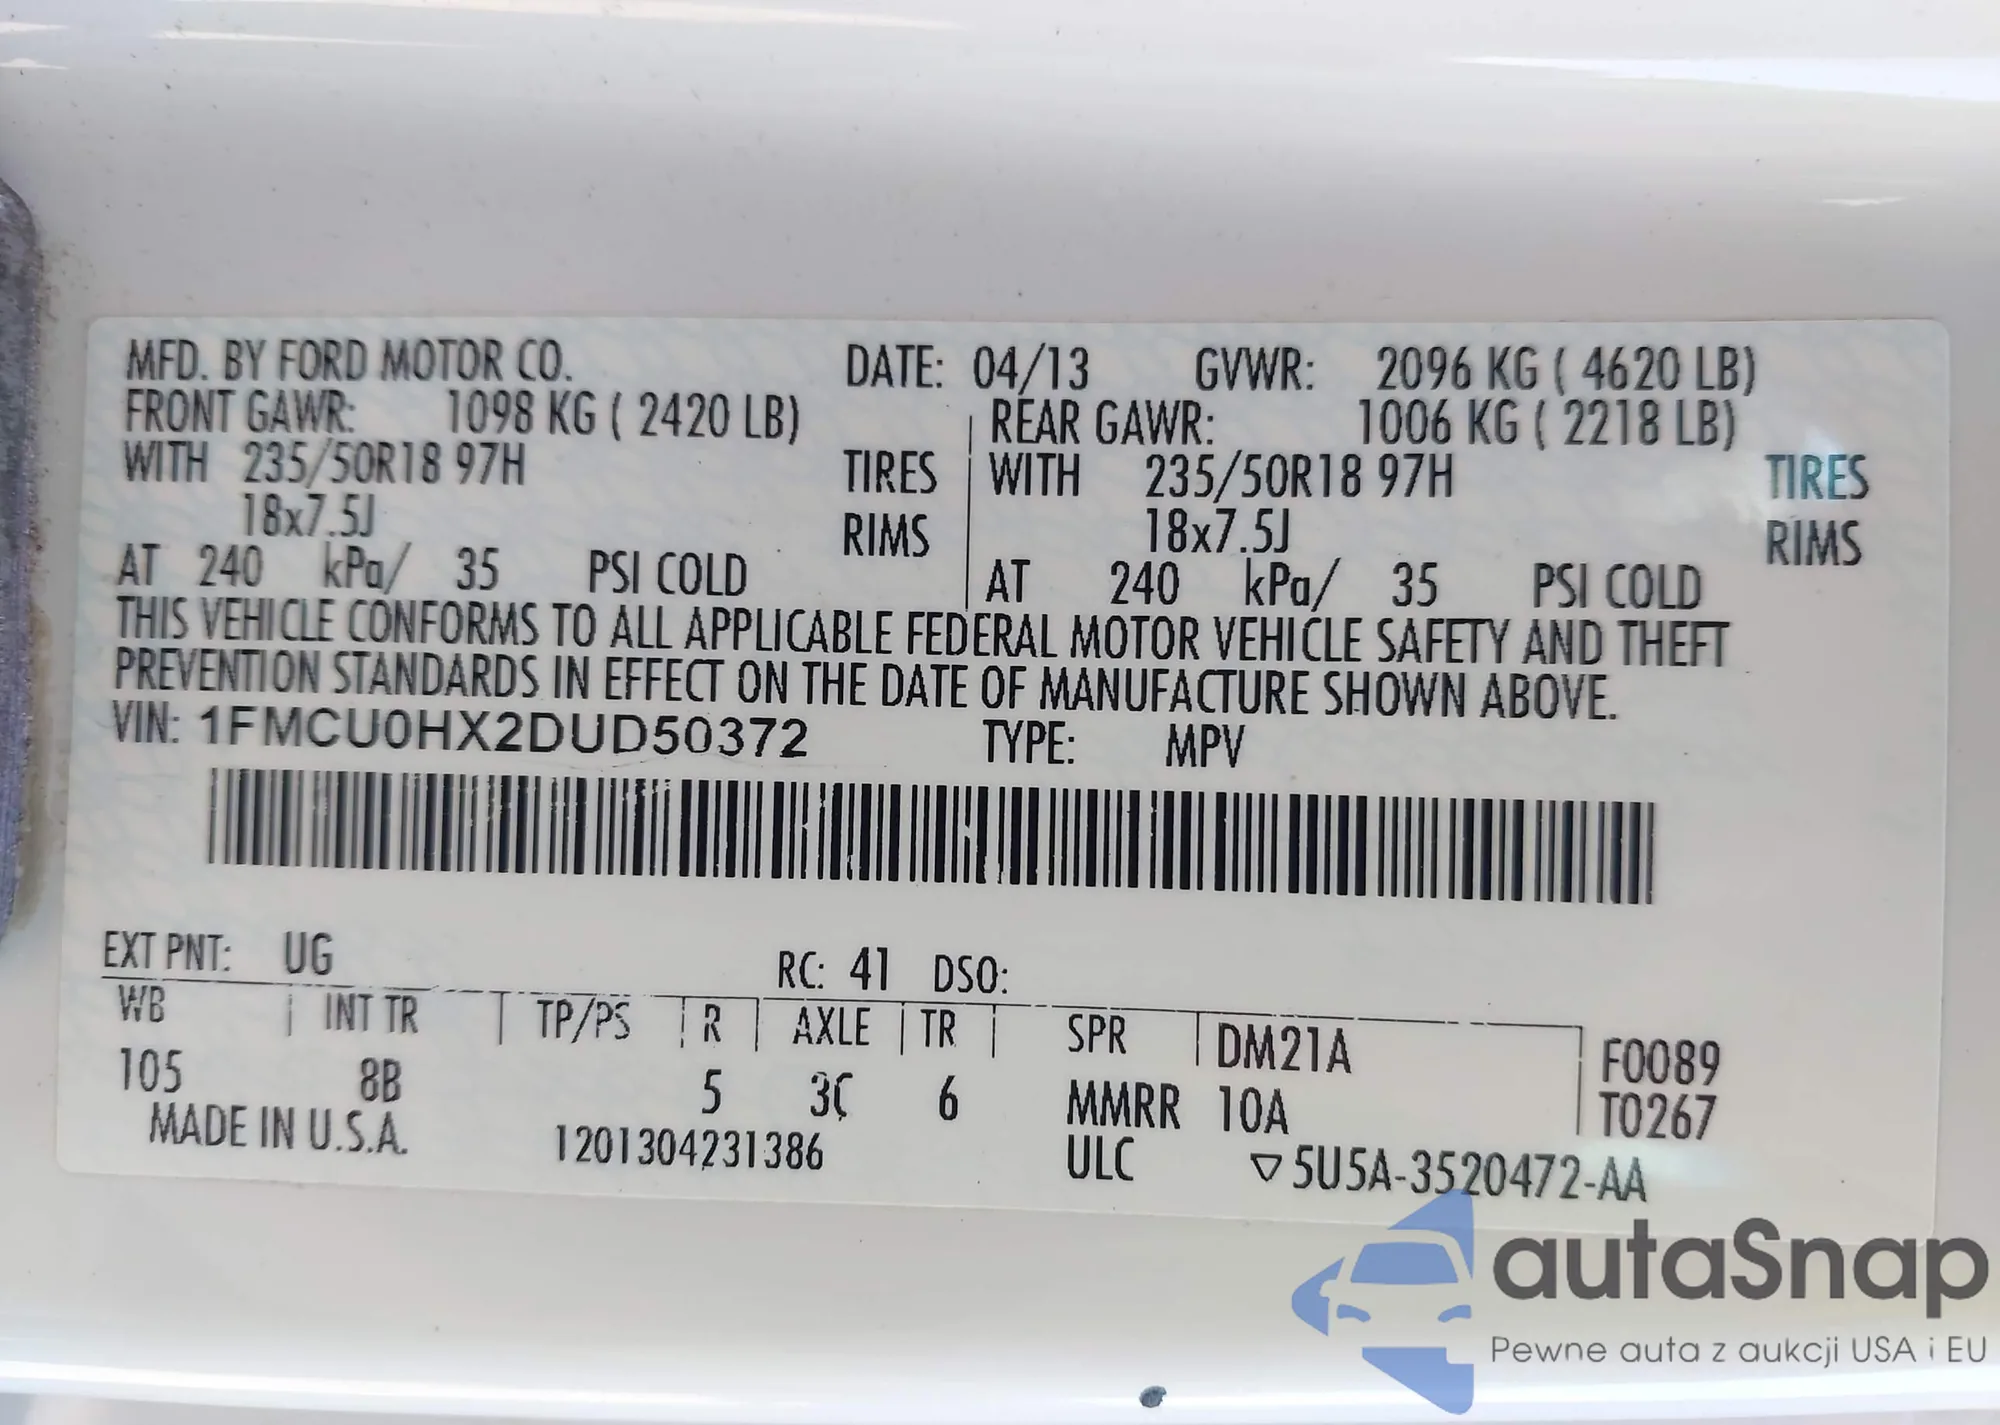 MFD. BY FORD MOTOR CO. DATE: 04/13 GVWR: 2096 KG ( 4620 LB)
FRONT GAWR: 1098 KG ( 2420 LB) REAR GAWR: 1006 KG ( 2218 LB)
WITH 235/50R18 97H TIRES WITH 235/50R18 97H TIRES
18x7.5J RIMS 18x7.5J RIMS
AT 240 kPa/ 35 PSI COLD AT 240 kPa/ 35 PSI COLD
THIS VEHICLE CONFORMS TO ALL APPLICABLE FEDERAL MOTOR VEHICLE SAFETY AND THEFT
PREVENTION STANDARDS IN EFFECT ON THE DATE OF MANUFACTURE SHOWN ABOVE.
VIN: 1FMCU0HX2DUD50372 TYPE: MPV
EXT PNT: UG RC: 41 DSO:
WB INT TR TP/PS R AXLE TR SPR DM21A F0089
105 8B 5 3C 6 MMRR 10A T0267
MADE IN U.S.A. 1201304231386 ULC ▽5U5A-3520472-AA
autaSnap
Pewne auta z aukcji USA i EU